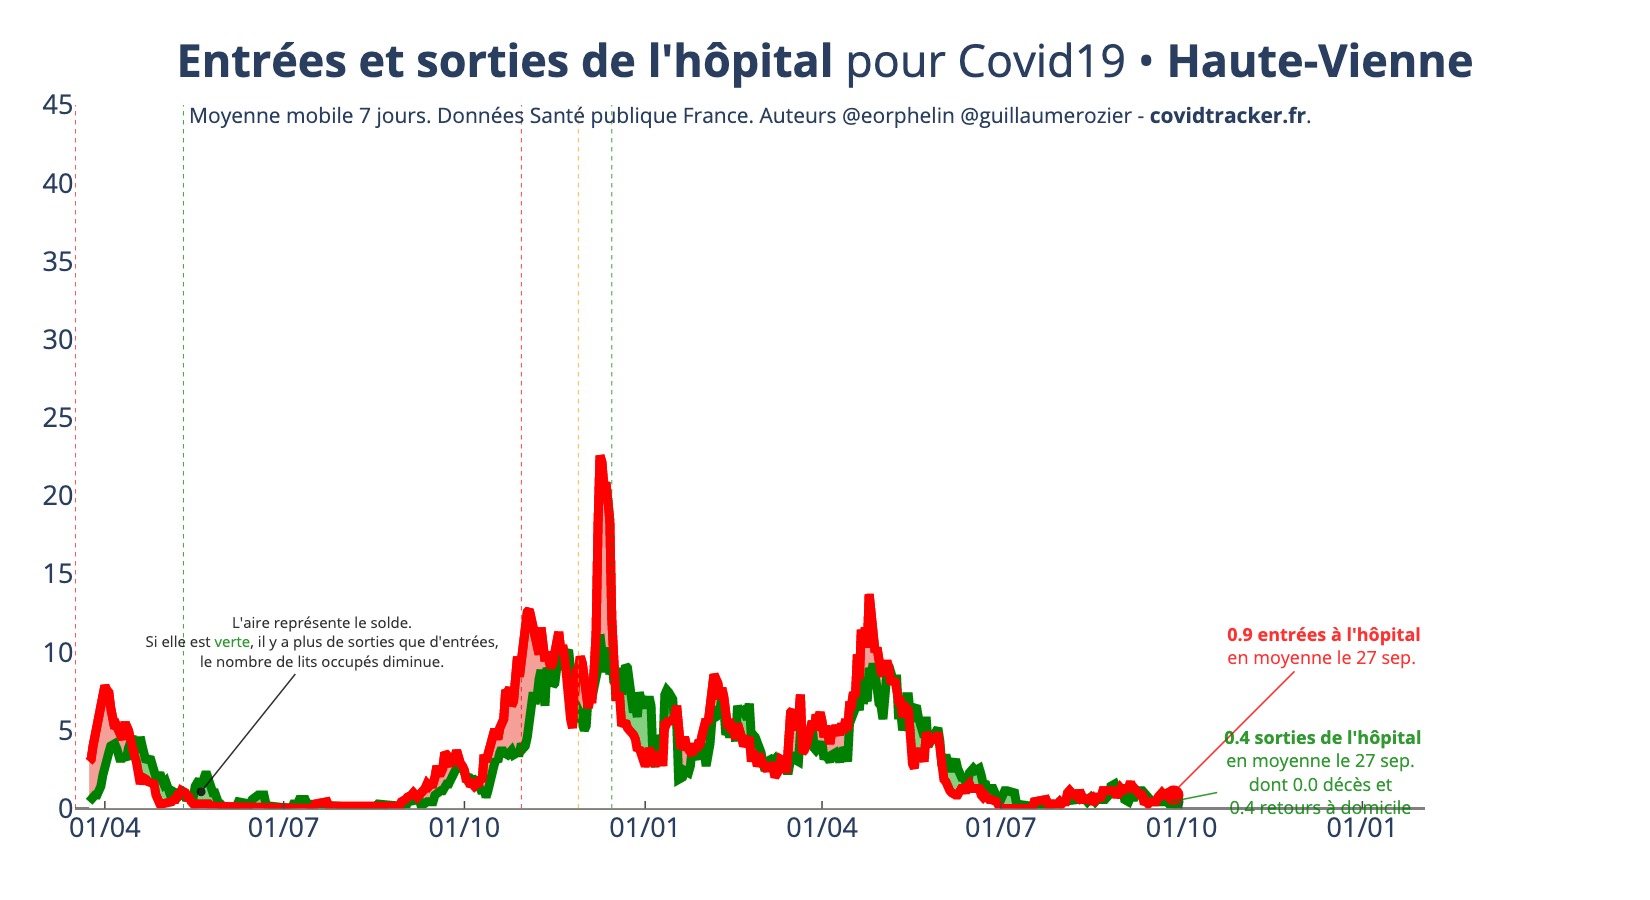 Entrées et sorties de l'hôpital pour Covid19 • Haute-Vienne
Moyenne mobile 7 jours. Données Santé publique France. Auteurs @eorphelin @guillaumerozier - covidtracker.fr.
45
40
35
30
25
20
15
10
5
0
L'aire représente le solde.
Si elle est verte, il y a plus de sorties que d'entrées,
le nombre de lits occupés diminue.
0.9 entrées à l'hôpital
en moyenne le 27 sep.
0.4 sorties de l'hôpital
en moyenne le 27 sep.
dont 0.0 décès et
0.4 retours à domicile
01/04 01/07 01/10 01/01 01/04 01/07 01/10 01/01